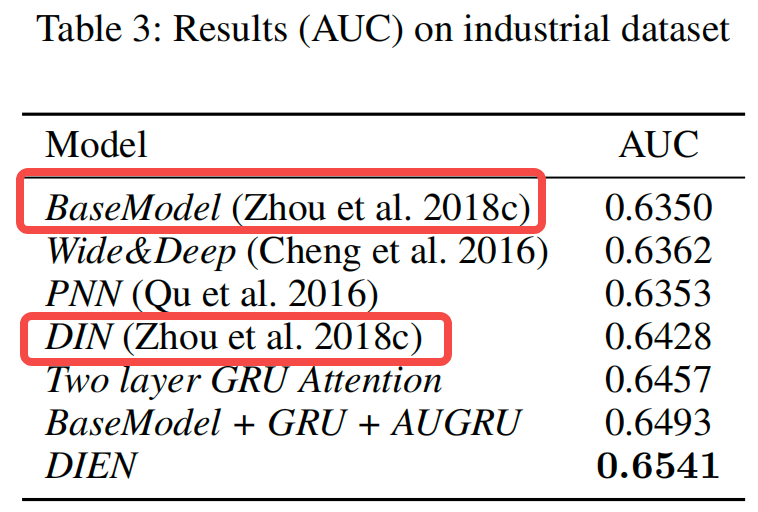 Table 3: Results (AUC) on industrial dataset
Model AUC
BaseModel (Zhou et al. 2018c) 0.6350
Wide&Deep (Cheng et al. 2016) 0.6362
PNN (Qu et al. 2016) 0.6353
DIN (Zhou et al. 2018c) 0.6428
Two layer GRU Attention 0.6457
BaseModel + GRU + AUGRU 0.6493
DIEN 0.6541